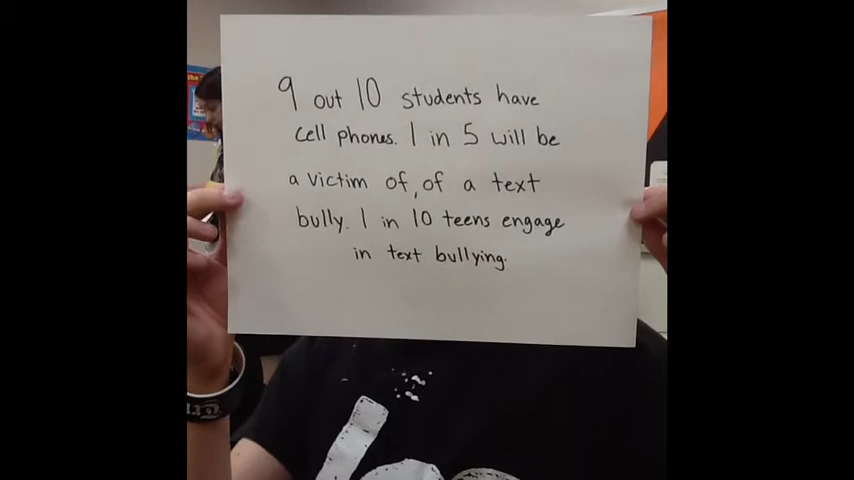 9 out 10 students have
cell phones. 1 in 5 will be
a victim of, of a text
bully. 1 in 10 teens engage
in text bullying.